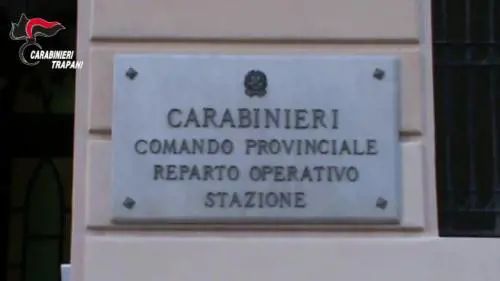 CARABINIERI
TRAPANI
CARABINIERI
COMANDO PROVINCIALE
REPARTO OPERATIVO
STAZIONE